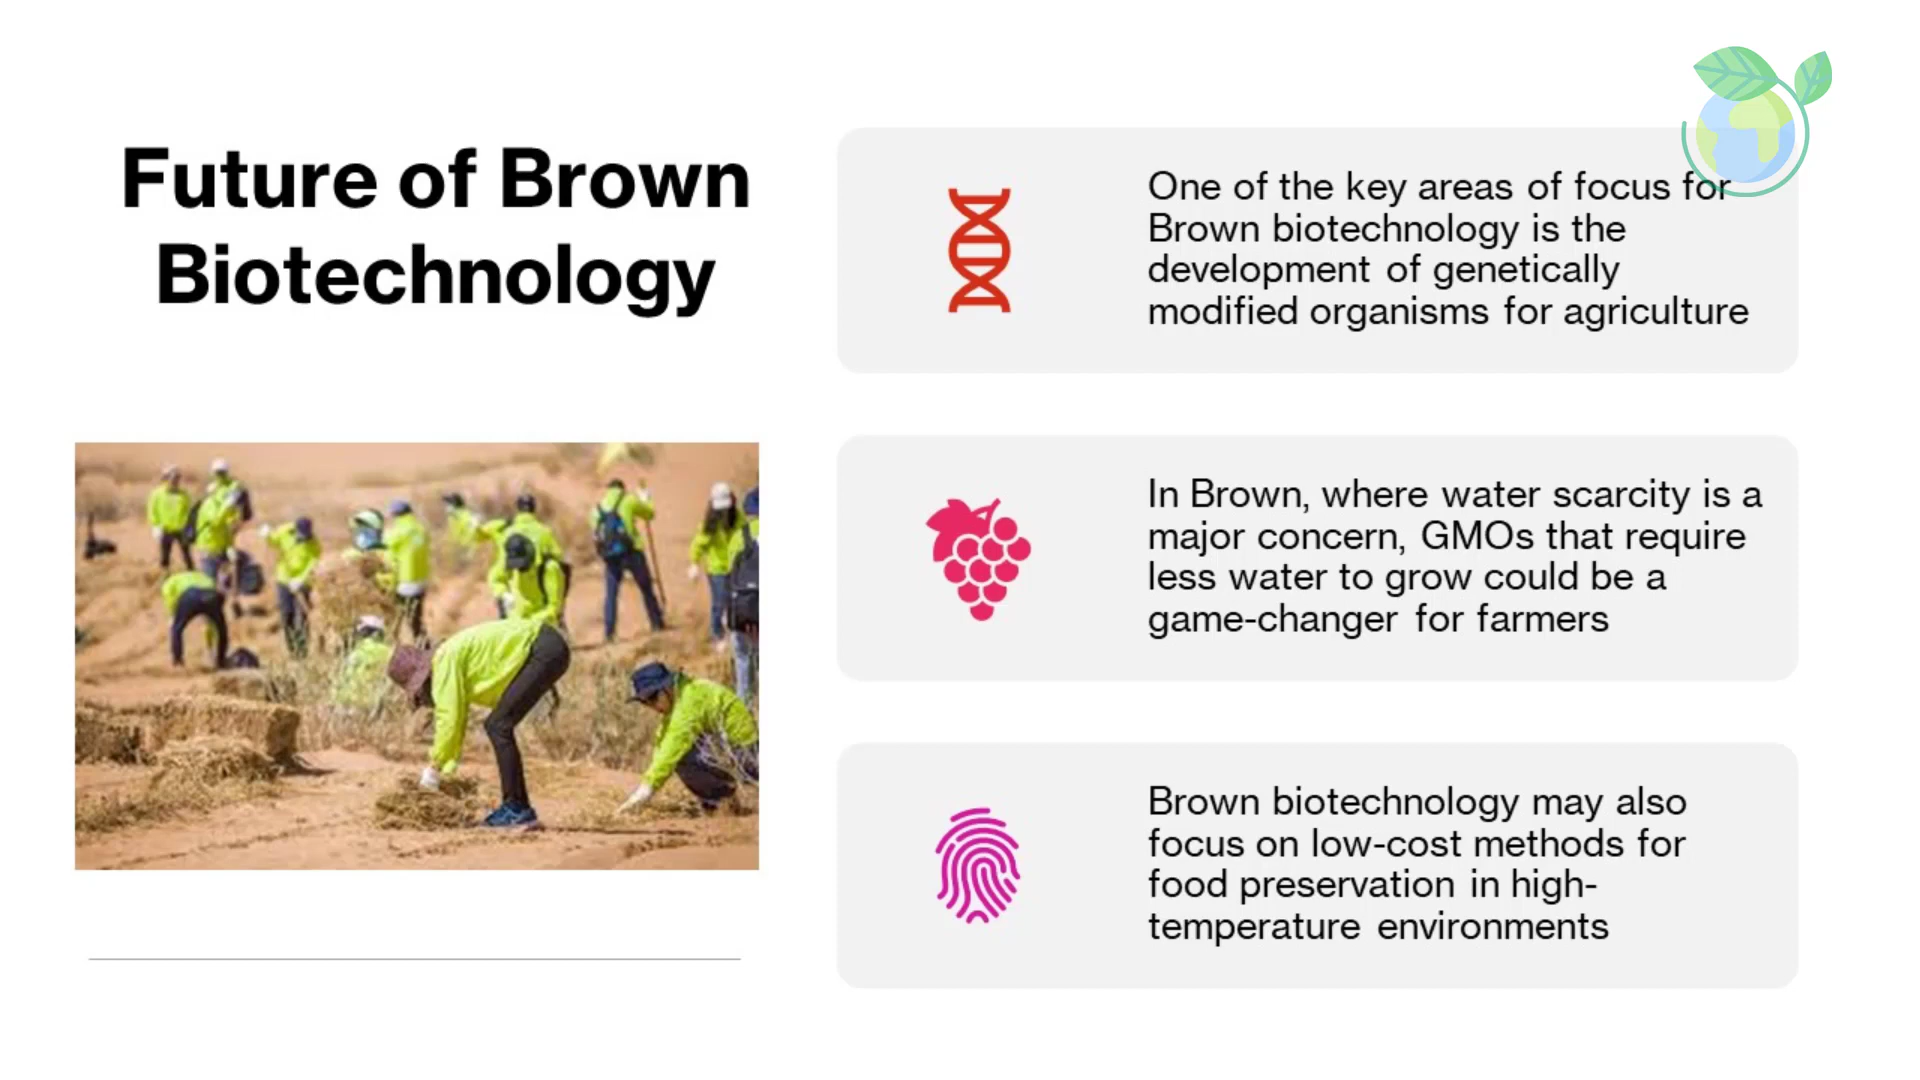 Future of Brown
Biotechnology
One of the key areas of focus for
Brown biotechnology is the
development of genetically
modified organisms for agriculture
In Brown, where water scarcity is a
major concern, GMOs that require
less water to grow could be a
game-changer for farmers
Brown biotechnology may also
focus on low-cost methods for
food preservation in high-
temperature environments